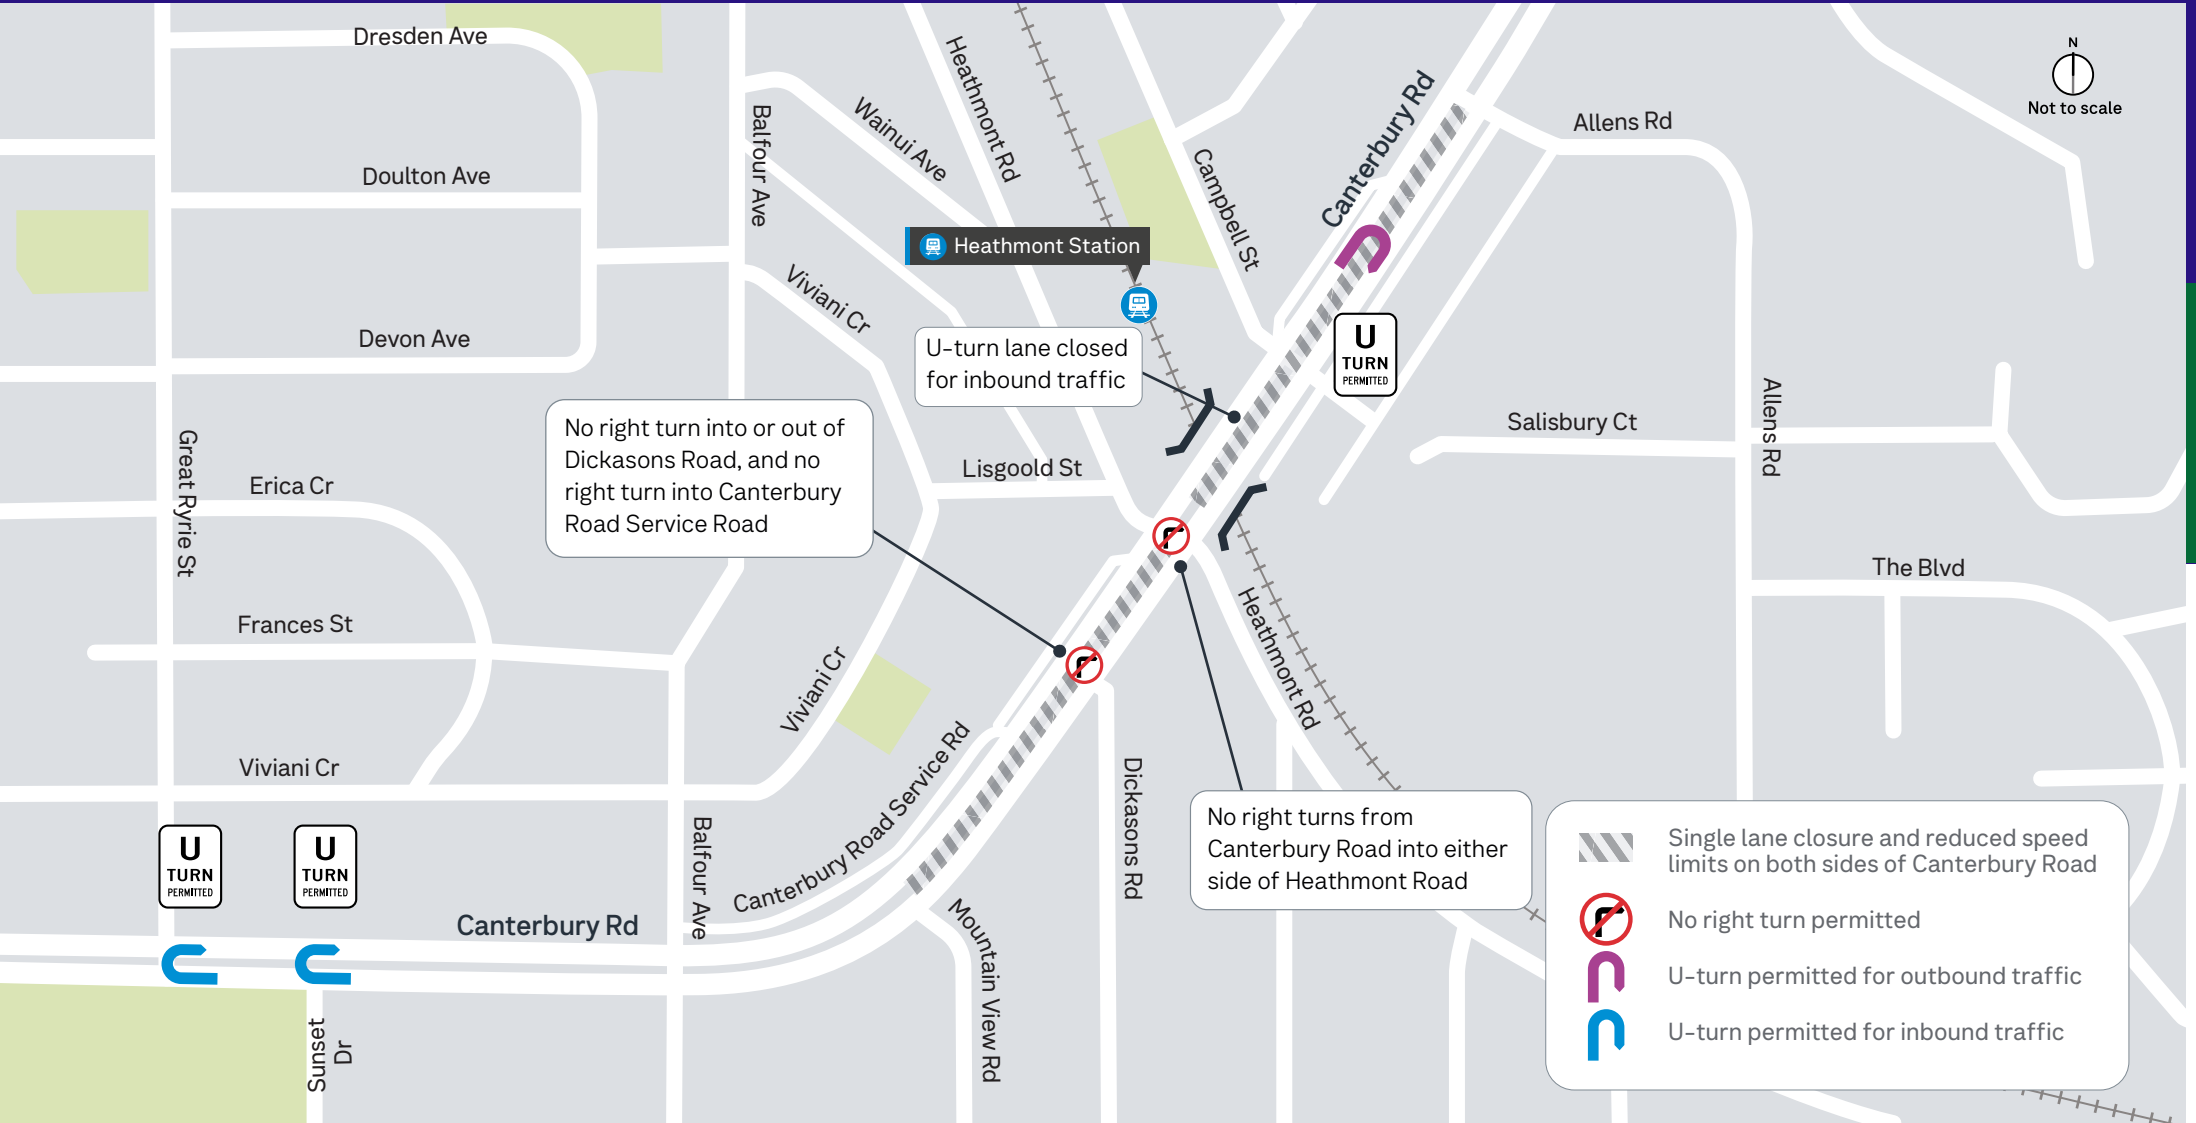 Dresden Ave
N
Not to scale
Heathmont Rd
Canterbury Rd
Allens Rd
Wainui Ave
Balfour Ave
Doulton Ave
Campbell St
Heathmont Station
Viviani Cr
Devon Ave
U-turn lane closed
for inbound traffic
U
TURN
PERMITTED
No right turn into or out of
Dickasons Road, and no
right turn into Canterbury
Road Service Road
Salisbury Ct
Allens Rd
Great Ryrie St
Lisgoold St
Erica Cr
The Blvd
Frances St
Heathmont Rd
Viviani Cr
Viviani Cr
Canterbury Road Service Rd
Dickasons Rd
No right turns from
Canterbury Road into either
side of Heathmont Road
U
TURN
PERMITTED
U
TURN
PERMITTED
Balfour Ave
Canterbury Rd
Mountain View Rd
Sunset
Dr
Single lane closure and reduced speed
limits on both sides of Canterbury Road
No right turn permitted
U-turn permitted for outbound traffic
U-turn permitted for inbound traffic